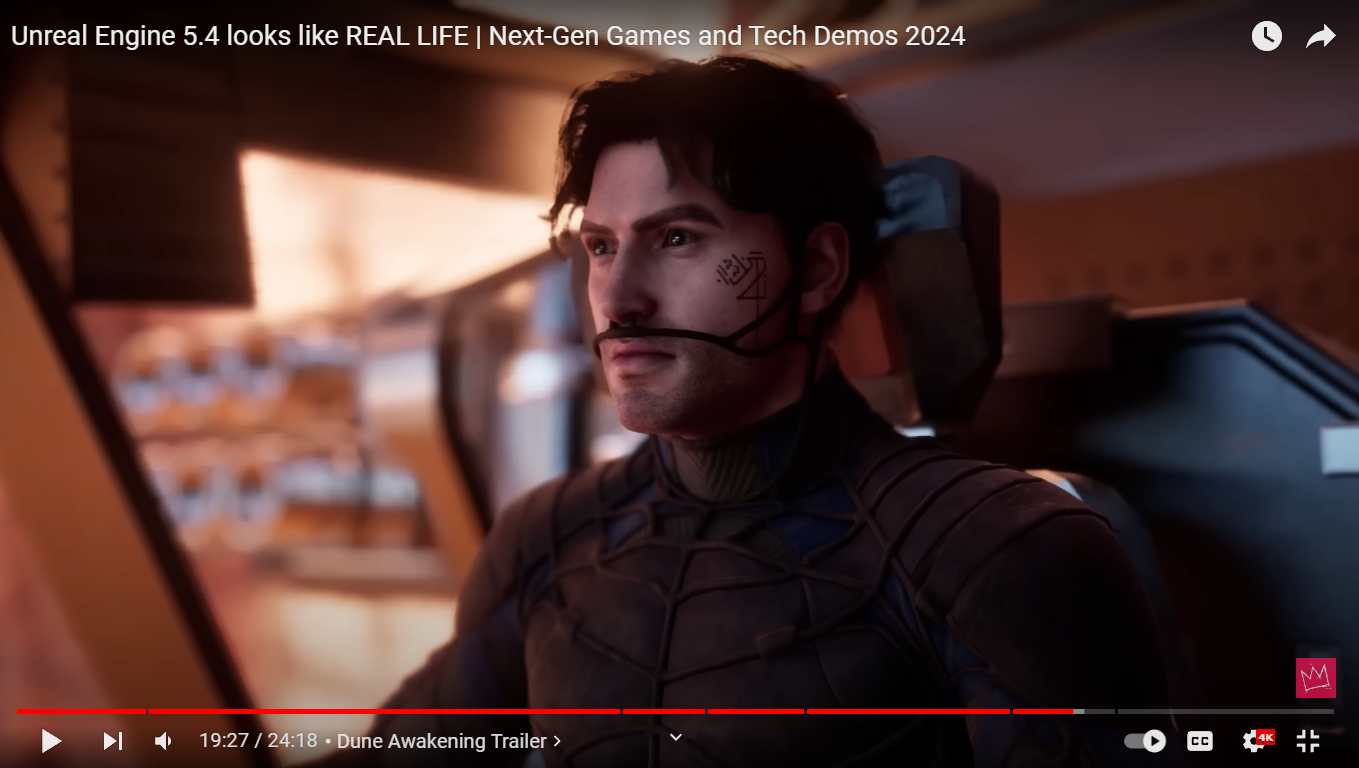 Unreal Engine 5.4 looks like REAL LIFE | Next-Gen Games and Tech Demos 2024
19:27 / 24:18 • Dune Awakening Trailer
CC
4K